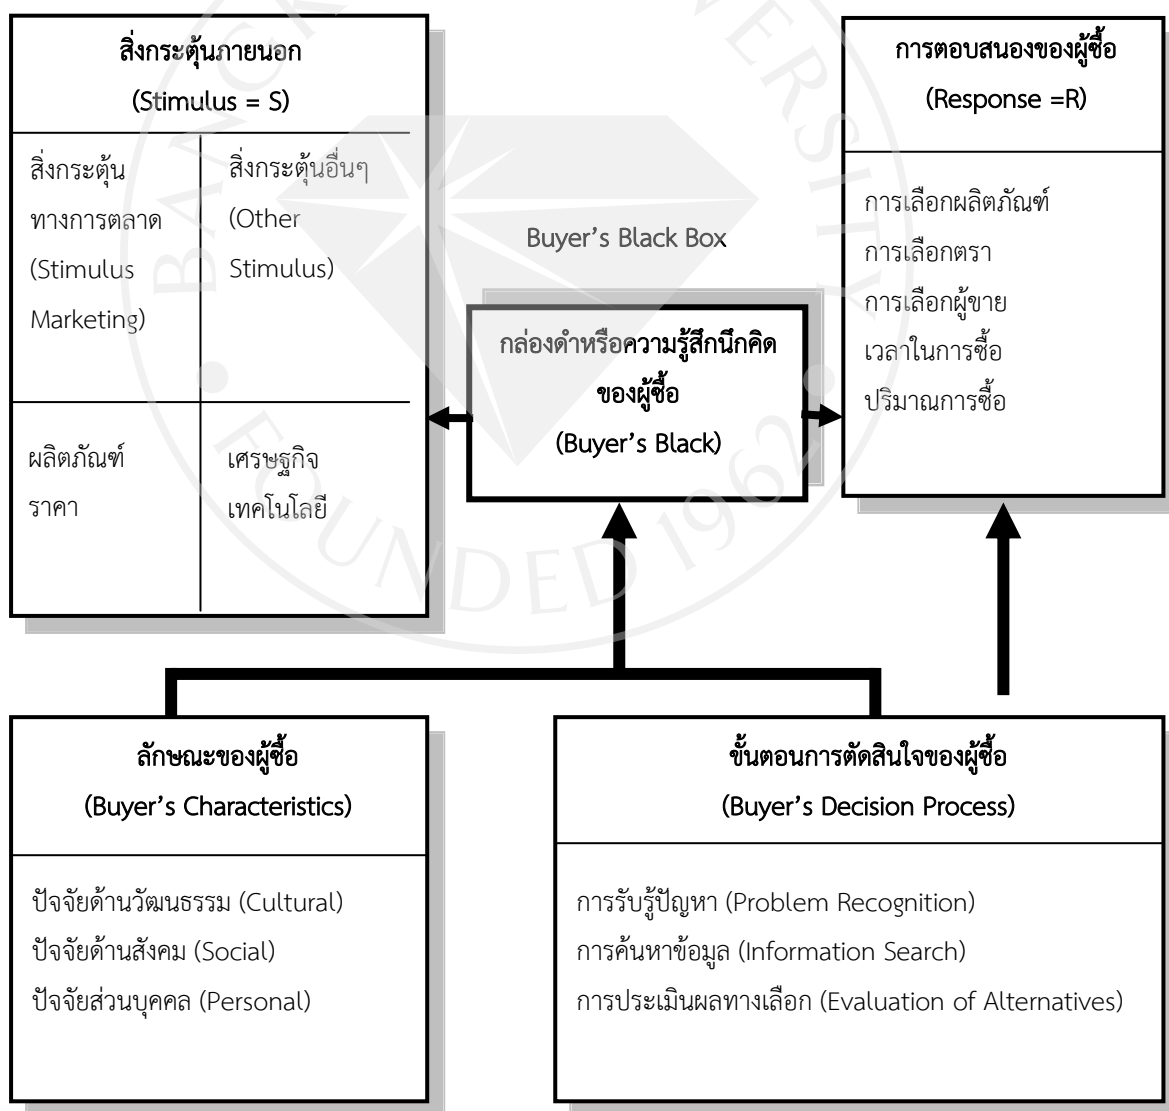 สิ่งกระตุ้นภายนอก
(Stimulus = S)
สิ่งกระตุ้น
ทางการตลาด
(Stimulus
Marketing)
สิ่งกระตุ้นอื่นๆ
(Other
Stimulus)
ผลิตภัณฑ์
ราคา
เศรษฐกิจ
เทคโนโลยี
Buyer's Black Box
กล่องดำหรือความรู้สึกนึกคิด
ของผู้ซื้อ
(Buyer's Black)
การตอบสนองของผู้ซื้อ
(Response =R)
การเลือกผลิตภัณฑ์
การเลือกตรา
การเลือกผู้ขาย
เวลาในการซื้อ
ปริมาณการซื้อ
ลักษณะของผู้ซื้อ
(Buyer's Characteristics)
ปัจจัยด้านวัฒนธรรม (Cultural)
ปัจจัยด้านสังคม (Social)
ปัจจัยส่วนบุคคล (Personal)
ขั้นตอนการตัดสินใจของผู้ซื้อ
(Buyer's Decision Process)
การรับรู้ปัญหา (Problem Recognition)
การค้นหาข้อมูล (Information Search)
การประเมินผลทางเลือก (Evaluation of Alternatives)
FOUNDED 1962